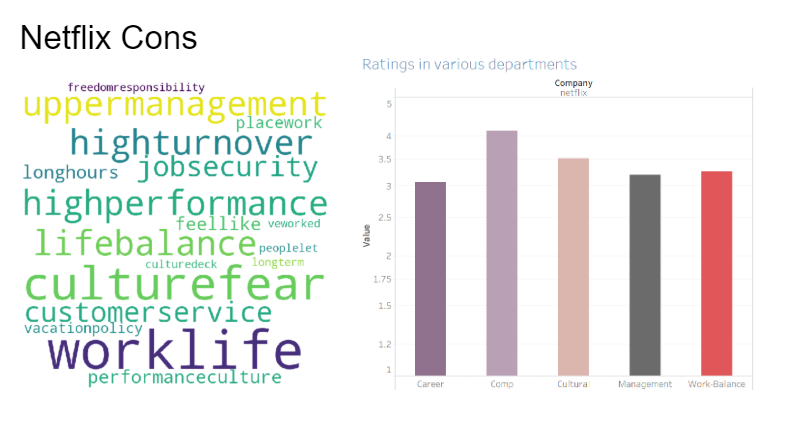 Netflix Cons
freedomresponsibility
uppermanagement
placework
highturnover
longhours jobsecurity
highperformance
feellike veworked
lifebalance peoplelet
culturedeck longterm
culturefear
customerservice
vacationpolicy
worklife
performanceculture
Ratings in various departments
Company
netflix
Value
5
4
3.5
3
2.5
2
1.75
1.5
1.2
1
Career Comp Cultural Management Work-Balance